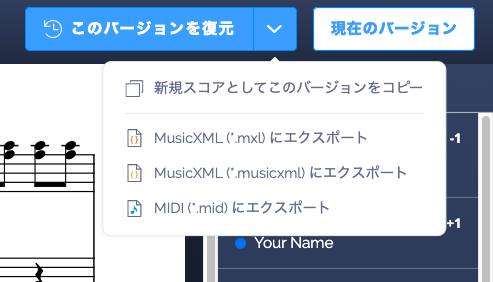 このバージョンを復元
現在のバージョン
新規スコアとしてこのバージョンをコピー
MusicXML (*.mxl) にエクスポート
-1
MusicXML (*.musicxml) にエクスポート
MIDI (*.mid) にエクスポート
+1
Your Name